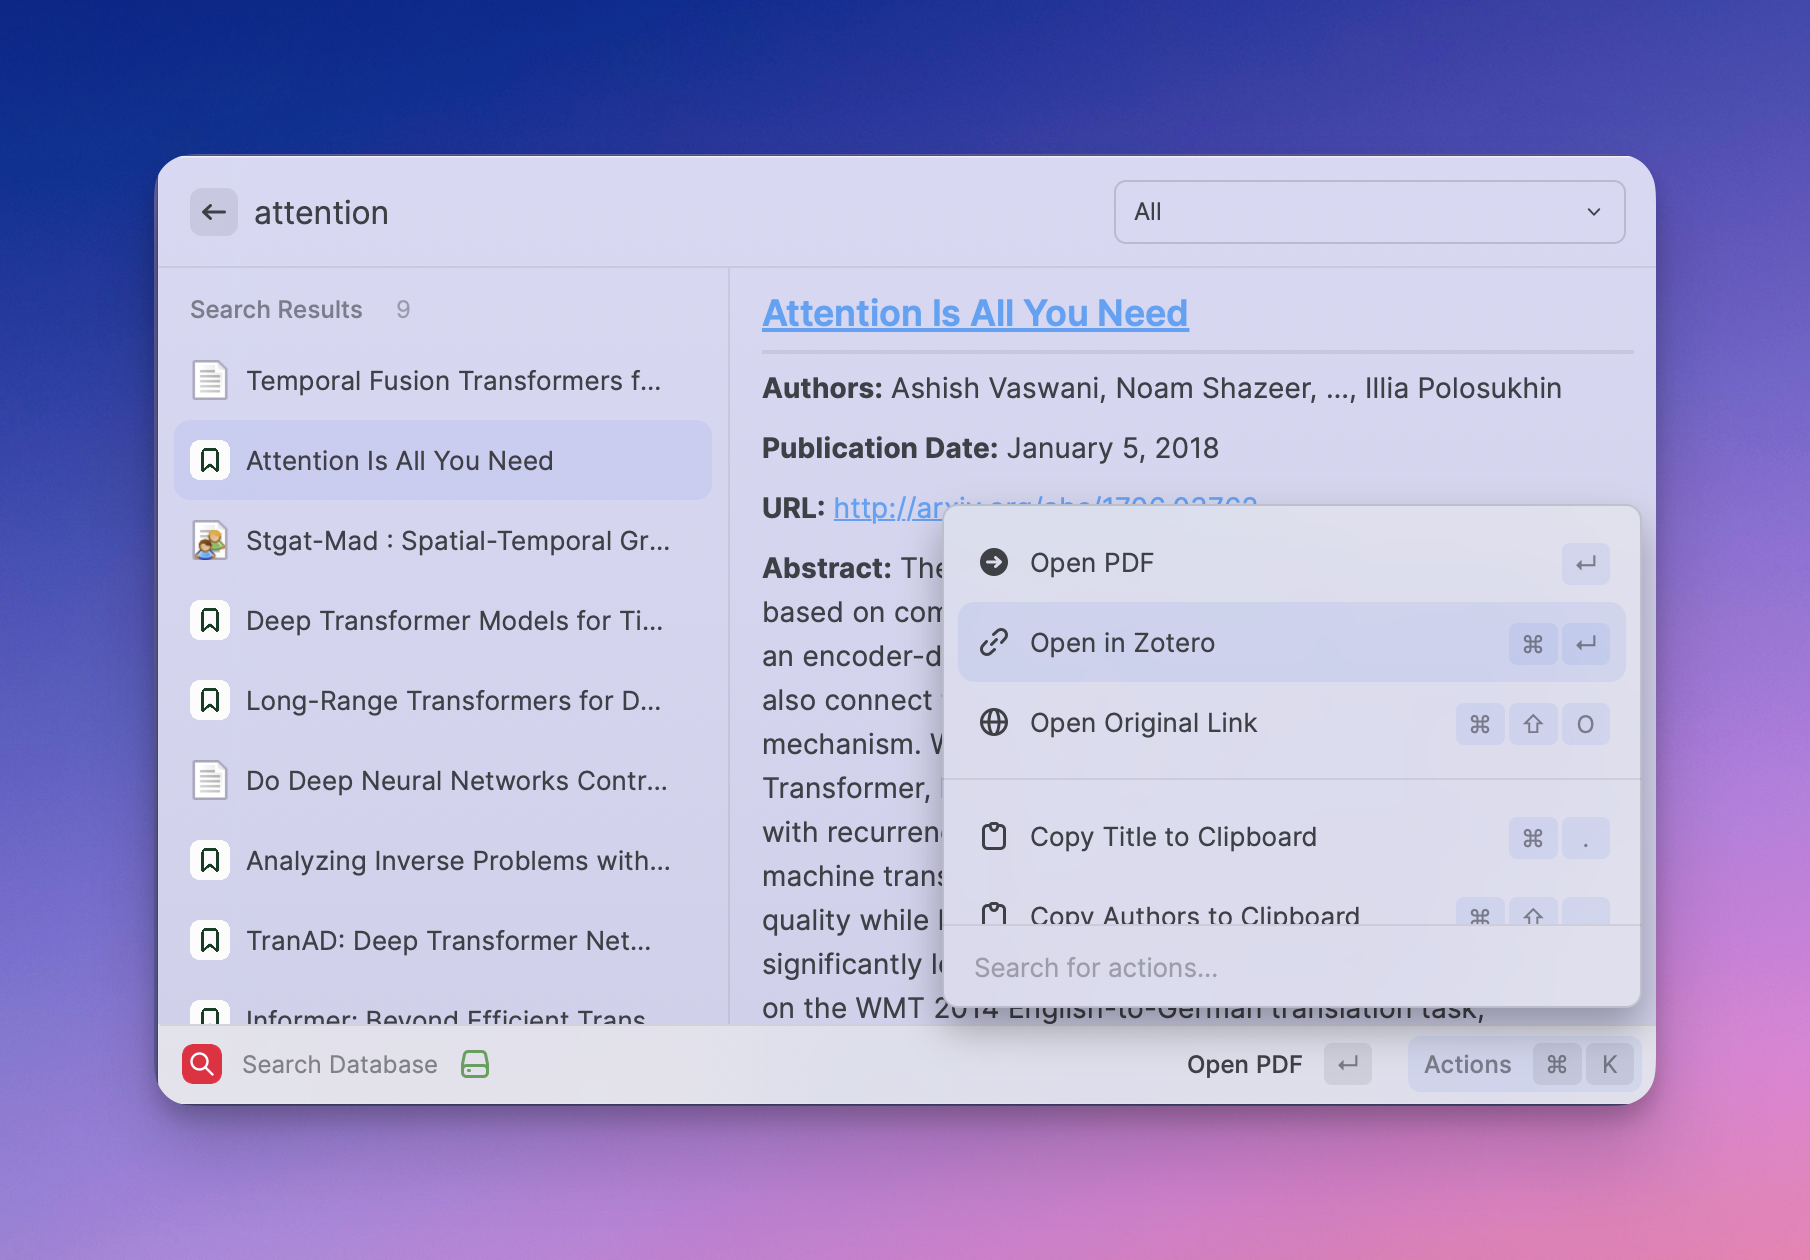 attention
All
Search Results 9
Temporal Fusion Transformers f...
Attention Is All You Need
Stgat-Mad : Spatial-Temporal Gr...
Deep Transformer Models for Ti...
Long-Range Transformers for D...
Do Deep Neural Networks Contr...
Analyzing Inverse Problems with...
TranAD: Deep Transformer Net...
Informer: Beyond Efficient Trans
Attention Is All You Need
Authors: Ashish Vaswani, Noam Shazeer, ..., Illia Polosukhin
Publication Date: January 5, 2018
URL: http://arxiv.org/abs/1706.03762
Abstract: The
based on
an encoder-d
also connect
mechanism.
Transformer,
with
machine
quality while
significantly
on the WMT 2014 English-to-German translation task,
Open PDF ↵
Open in Zotero ⌘ ↵
Open Original Link ⌘ ⇧ O
Copy Title to Clipboard ⌘ .
Copy Authors to Clipboard ⌘ ⇧
Search for actions...
Search Database
Open PDF ↵ Actions ⌘ K